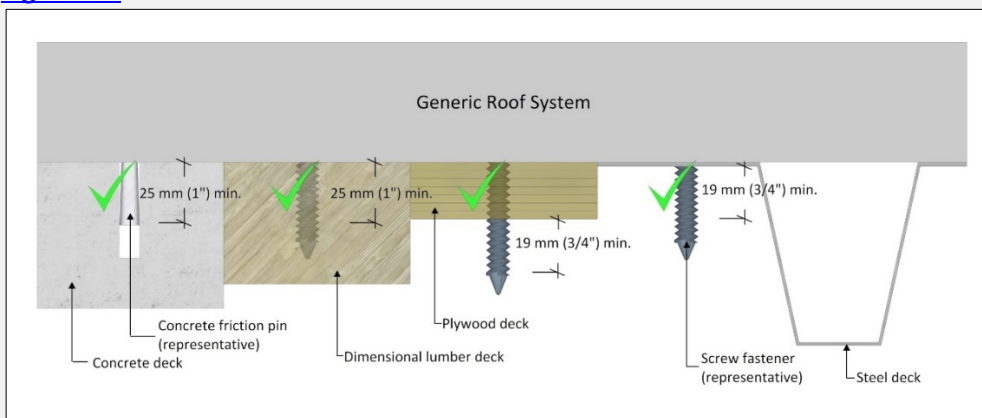 Generic Roof System
25 mm (1") min.
25 mm (1") min.
19 mm (3/4") min.
19 mm (3/4") min.
Concrete friction pin
(representative)
Concrete deck
Dimensional lumber deck
Plywood deck
Screw fastener
(representative)
Steel deck